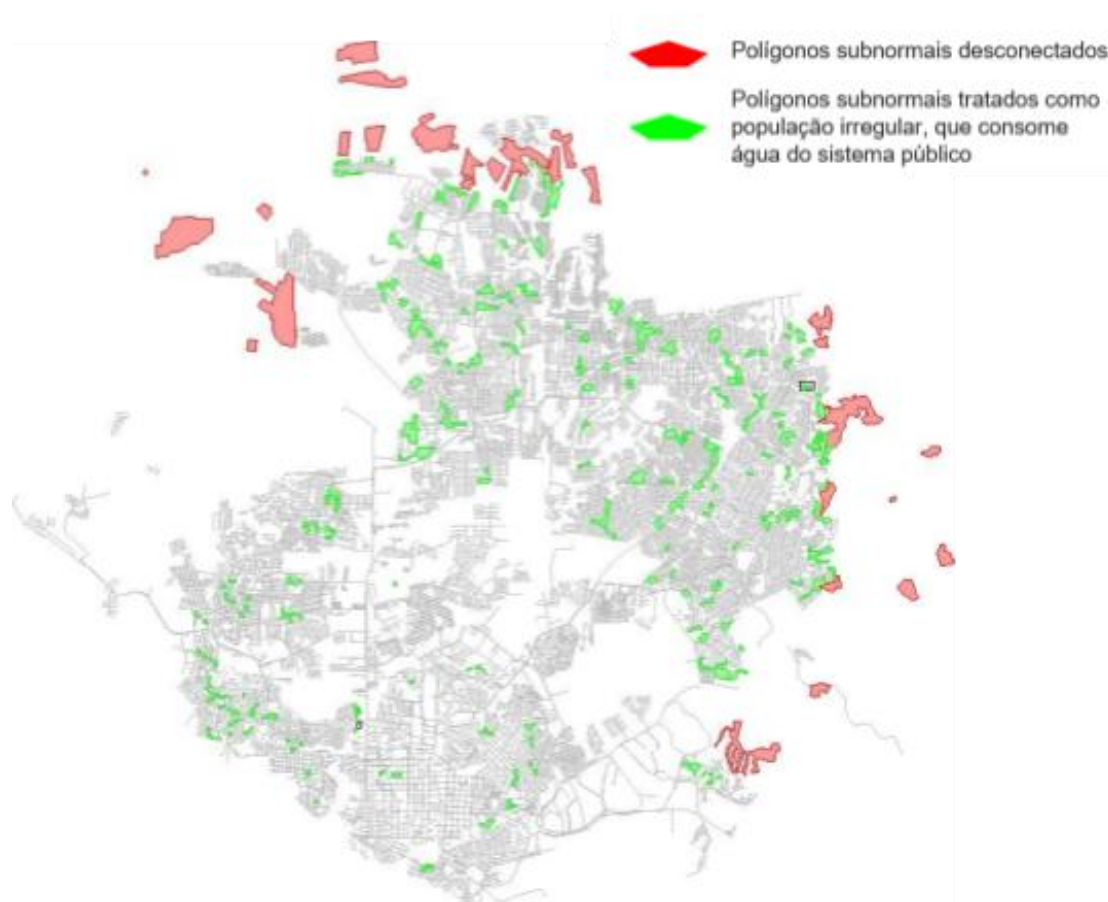 Polígonos subnormais desconectados
Polígonos subnormais tratados como
população irregular, que consome
água do sistema público